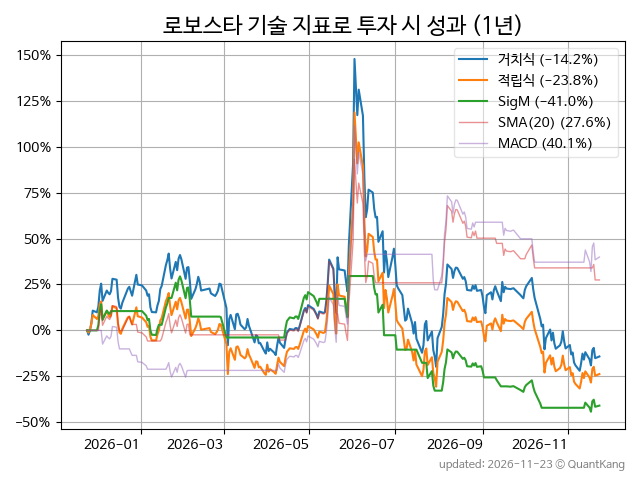 로보스타 기술 지표로 투자 시 성과 (1년)
150%
125%
100%
75%
50%
25%
0%
−25%
−50%
거치식 (−14.2%)
적립식 (−23.8%)
SigM (−41.0%)
SMA(20) (27.6%)
MACD (40.1%)
2026-01
2026-03
2026-05
2026-07
2026-09
2026-11
updated: 2026-11-23 © QuantKang